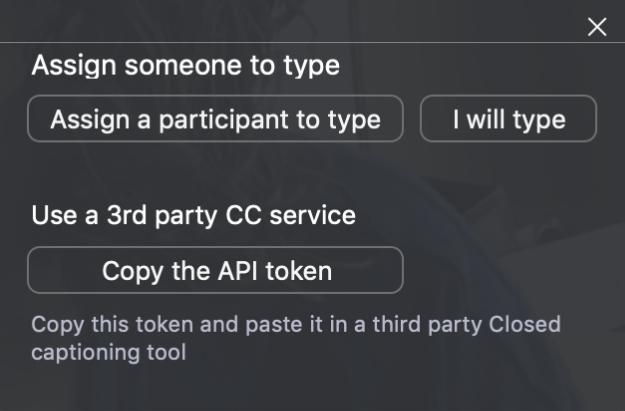 Assign someone to type
Assign a participant to type
I will type
Use a 3rd party CC service
Copy the API token
Copy this token and paste it in a third party Closed
captioning tool